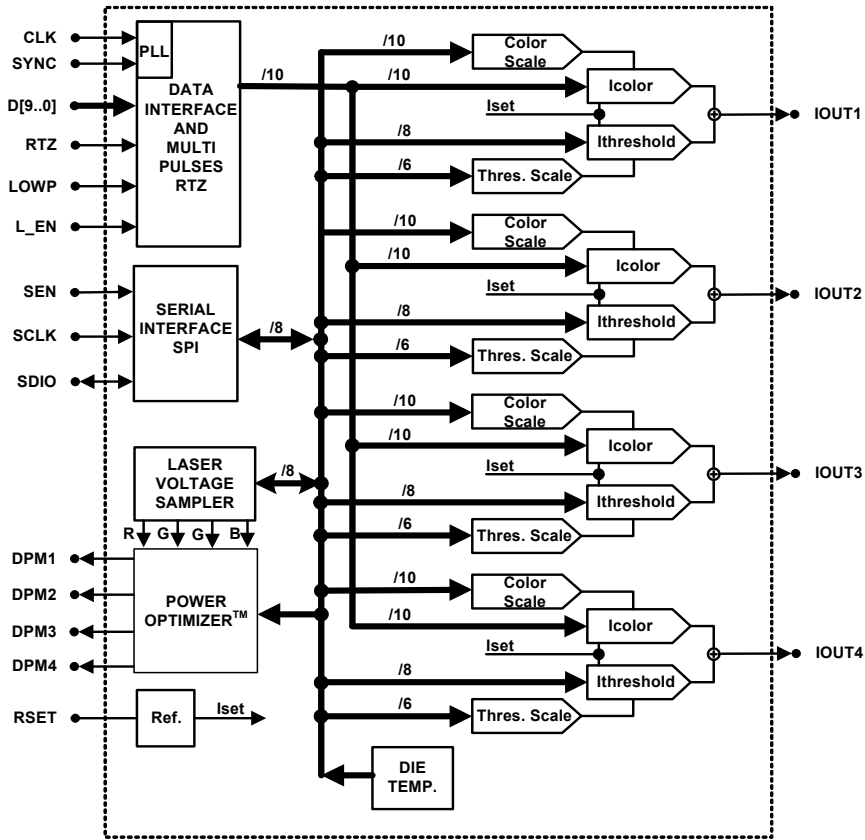 CLK
SYNC
D[9..0]
RTZ
LOWP
L_EN
PLL
DATA
INTERFACE
AND
MULTI
PULSES
RTZ
/10
SEN
SCLK
SDIO
SERIAL
INTERFACE
SPI
/8
LASER
VOLTAGE
SAMPLER
/8
R G G B
DPM1
DPM2
DPM3
DPM4
POWER
OPTIMIZER™
RSET
Ref.
Iset
DIE
TEMP.
/10
Color
Scale
/10
Icolor
Iset
IOUT1
/8
Ithreshold
/6
Thres. Scale
/10
Color
Scale
/10
Icolor
Iset
IOUT2
/8
Ithreshold
/6
Thres. Scale
/10
Color
Scale
/10
Icolor
Iset
IOUT3
/8
Ithreshold
/6
Thres. Scale
/10
Color
Scale
/10
Icolor
Iset
IOUT4
/8
Ithreshold
/6
Thres. Scale